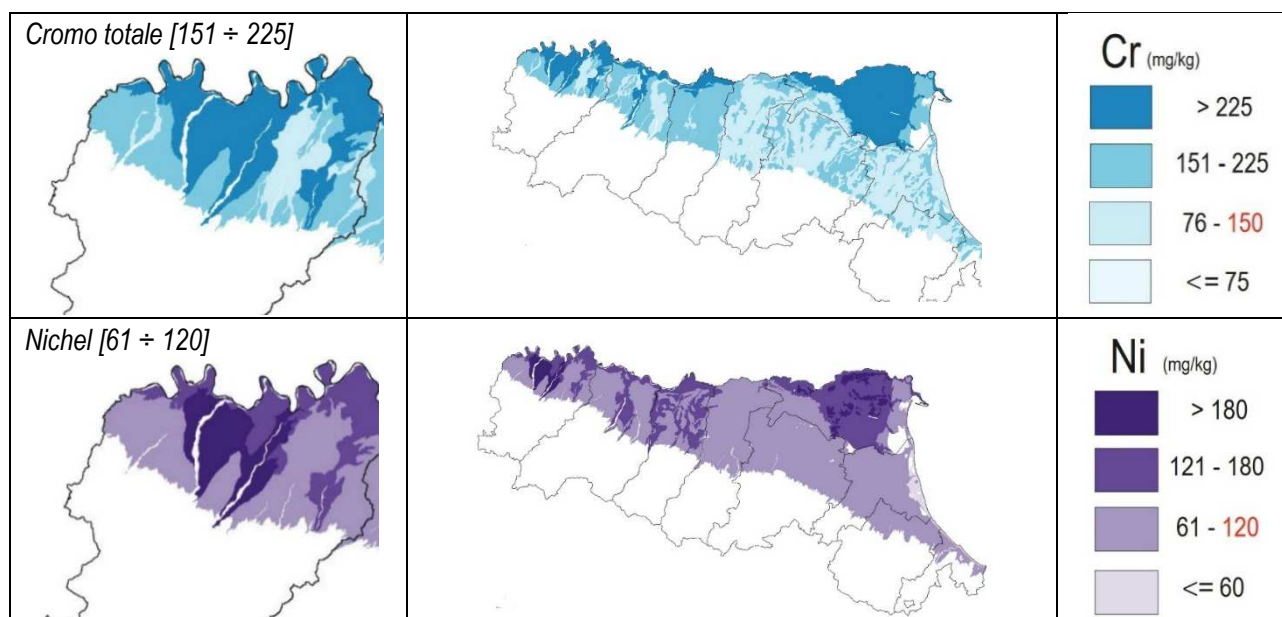 Cromo totale [151 ÷ 225]
Cr (mg/kg)
> 225
151 - 225
76 - 150
<= 75
Nichel [61 ÷ 120]
Ni (mg/kg)
> 180
121 - 180
61 - 120
<= 60